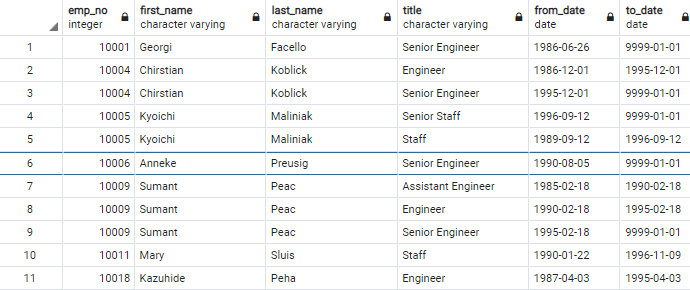 emp_no first_name last_name title from_date to_date
integer character varying character varying character varying date date
1 10001 Georgi Facello Senior Engineer 1986-06-26 9999-01-01
2 10004 Chirstian Koblick Engineer 1986-12-01 1995-12-01
3 10004 Chirstian Koblick Senior Engineer 1995-12-01 9999-01-01
4 10005 Kyoichi Maliniak Senior Staff 1996-09-12 9999-01-01
5 10005 Kyoichi Maliniak Staff 1989-09-12 1996-09-12
6 10006 Anneke Preusig Senior Engineer 1990-08-05 9999-01-01
7 10009 Sumant Peac Assistant Engineer 1985-02-18 1990-02-18
8 10009 Sumant Peac Engineer 1990-02-18 1995-02-18
9 10009 Sumant Peac Senior Engineer 1995-02-18 9999-01-01
10 10011 Mary Sluis Staff 1990-01-22 1996-11-09
11 10018 Kazuhide Peha Engineer 1987-04-03 1995-04-03